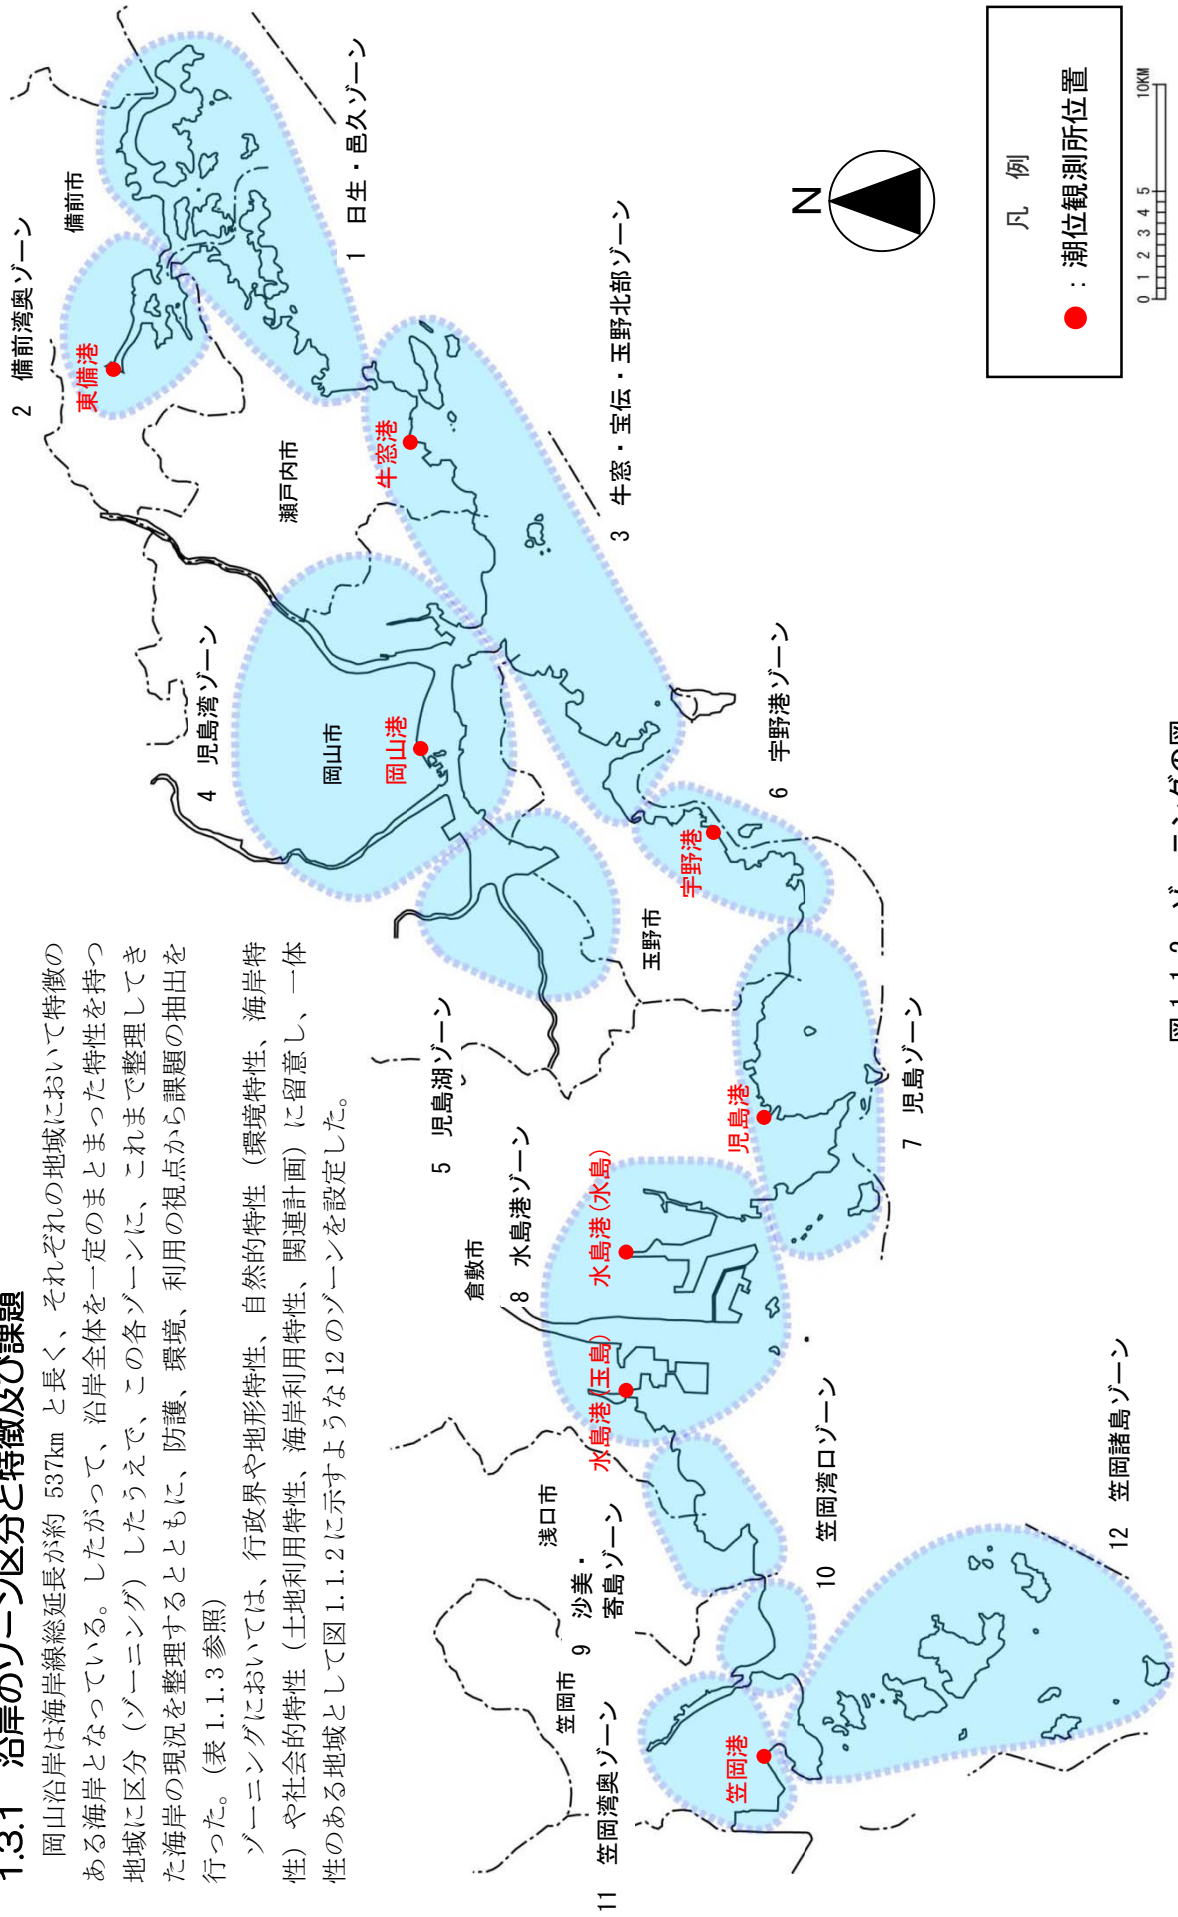 1.3.1 沿岸のゾーン区分と特徴及び課題
岡山沿岸は海岸線総延長が約 537km と長く、それぞれの地域において特徴の
ある海岸となっている。したがって、沿岸全体を一定のまとまった特性を持つ
地域に区分（ゾーニング）したうえで、この各ゾーンに、これまで整理してき
た海岸の現況を整理するとともに、防護、環境、利用の視点から課題の抽出を
行った。（表 1.1.3 参照）
ゾーニングにおいては、行政界や地形特性、自然的特性（環境特性、海岸特
性）や社会的特性（土地利用特性、海岸利用特性、関連計画）に留意し、一体
性のある地域として図 1.1.2 に示すような 12 のゾーンを設定した。
2 備前湾奥ゾーン
備前市
東備港
1 日生・邑久ゾーン
瀬戸内市
牛窓港
3 牛窓・宝伝・玉野北部ゾーン
4 児島湾ゾーン
岡山市
岡山港
6 宇野港ゾーン
宇野港
玉野市
5 児島湖ゾーン
児島港
7 児島ゾーン
倉敷市
8 水島港ゾーン
水島港(水島)
水島港(玉島)
浅口市
9 沙美・
寄島ゾーン
10 笠岡湾口ゾーン
笠岡市
11 笠岡湾奥ゾーン
笠岡港
12 笠岡諸島ゾーン
N
凡 例
：潮位観測所位置
0 1 2 3 4 5 10KM
図 1.1.2 ゾーニングの図